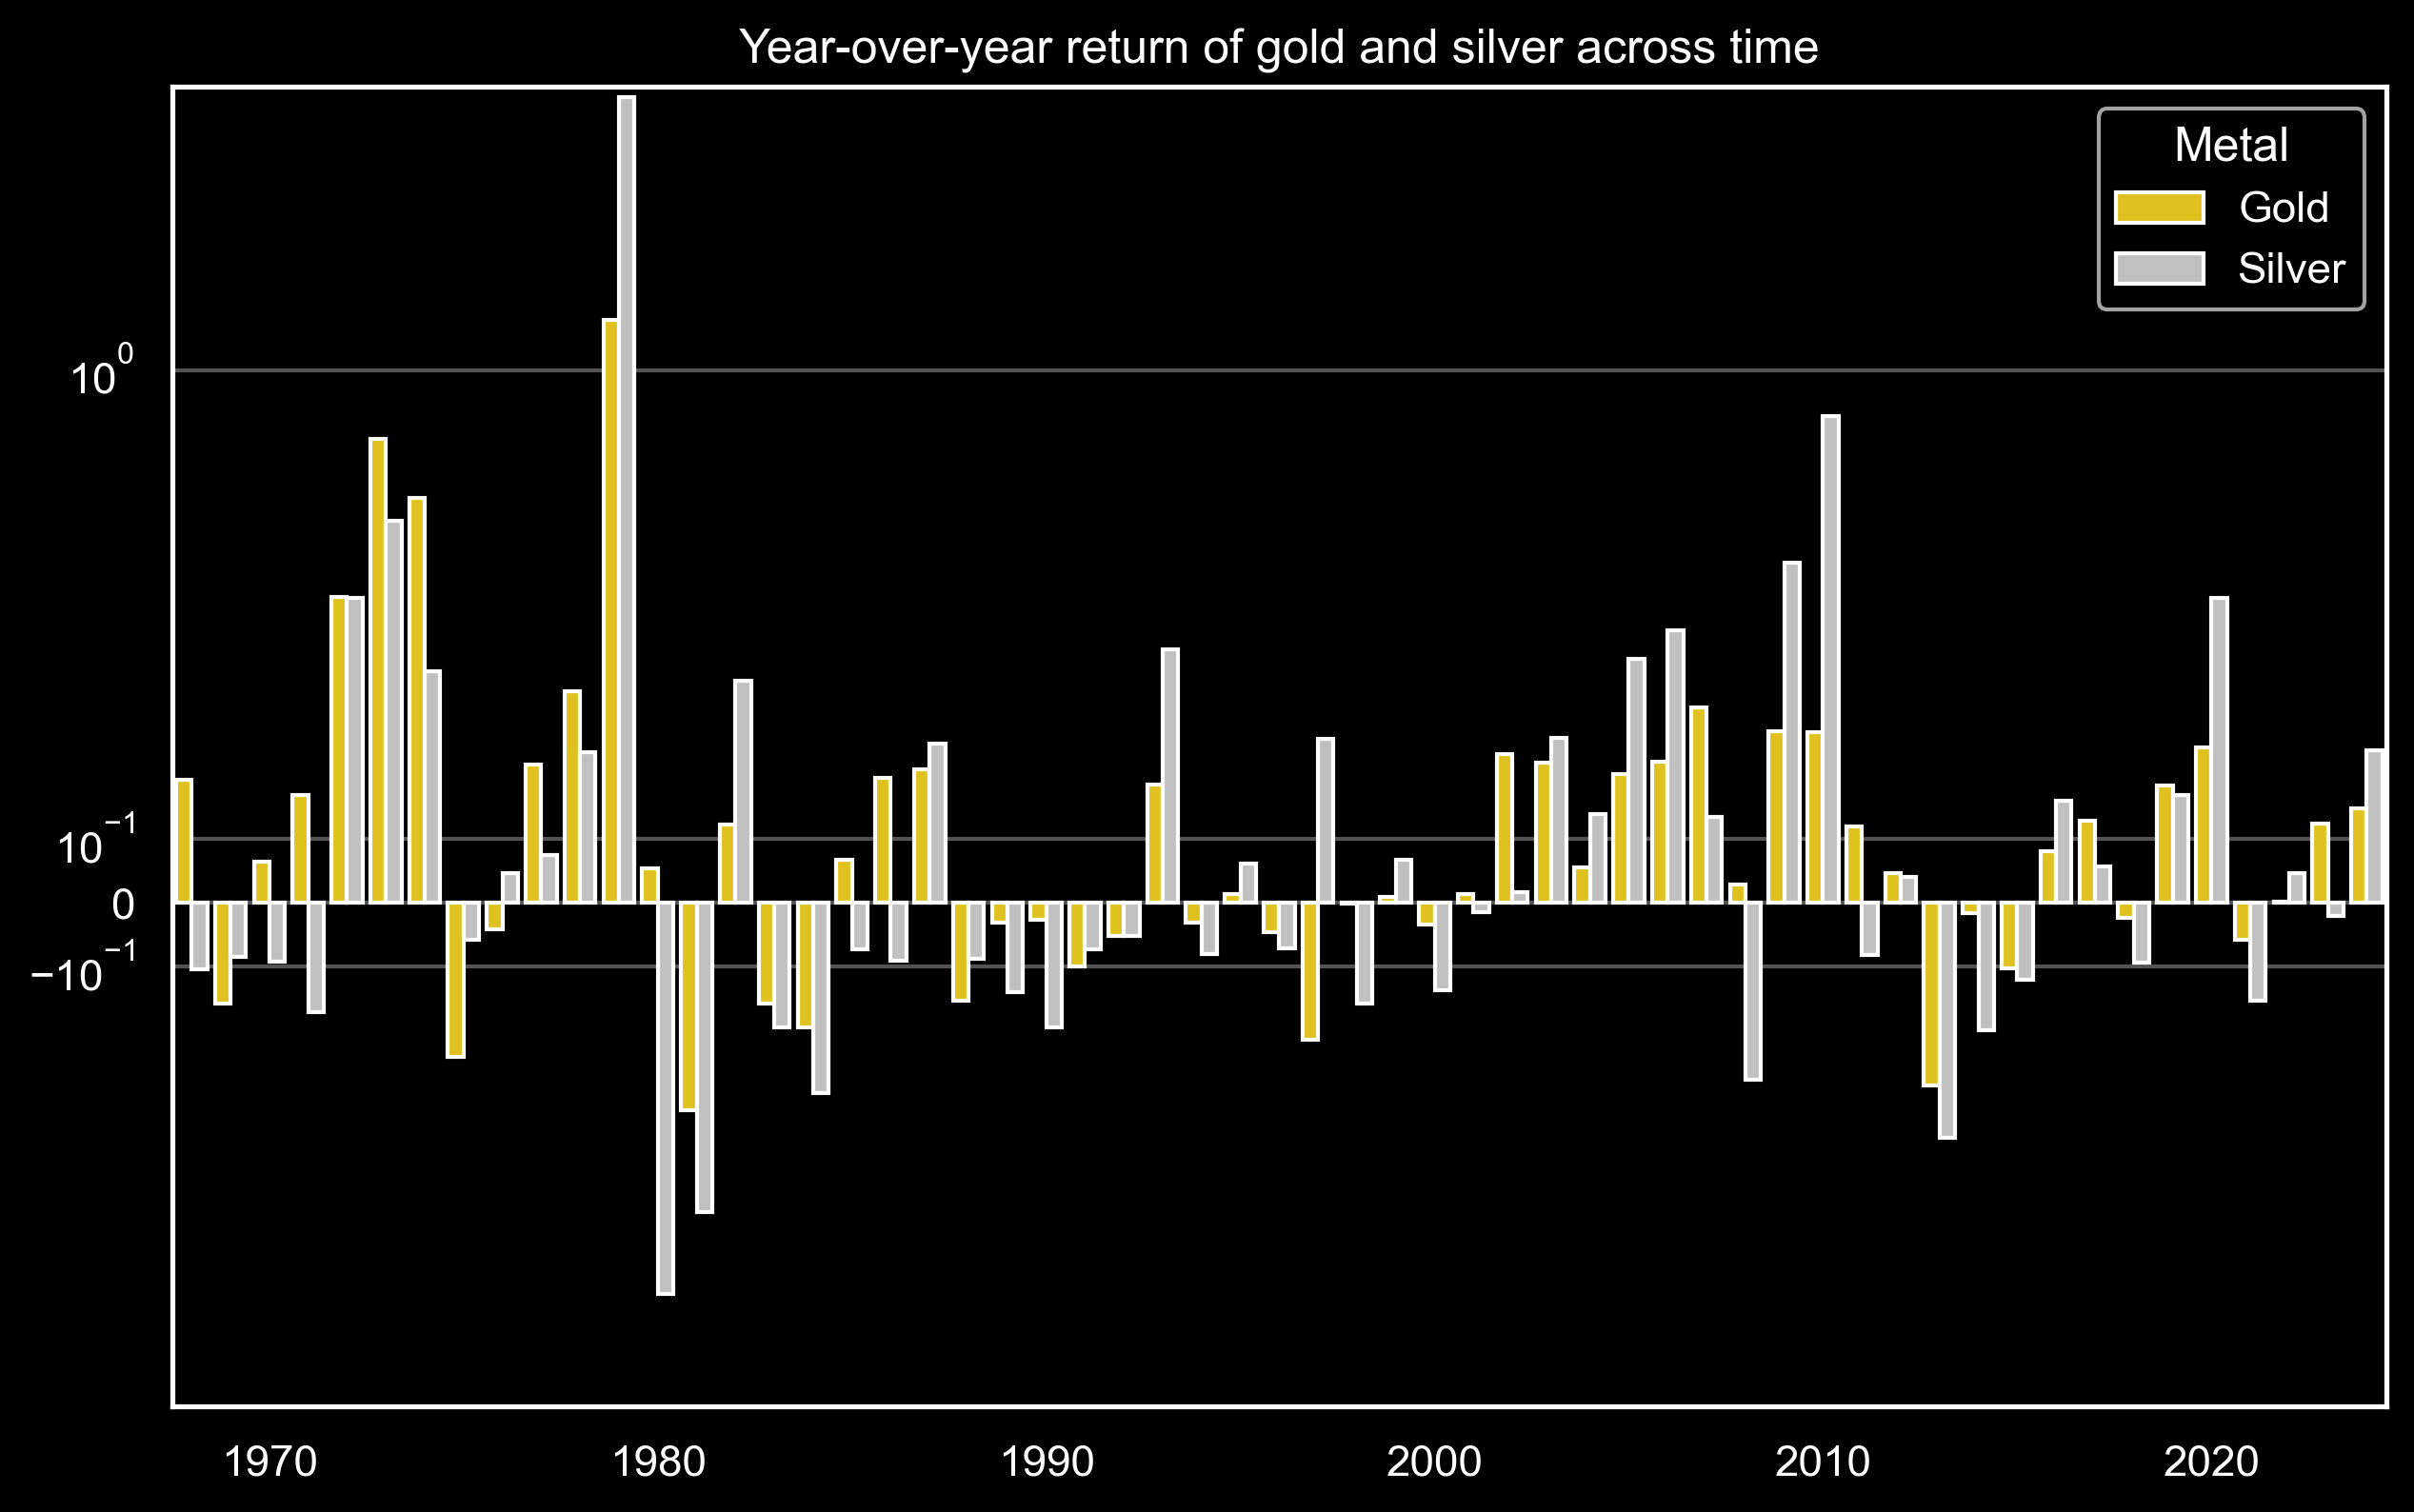 Year-over-year return of gold and silver across time
Metal
Gold
Silver
10⁰
10⁻¹
0
−10⁻¹
1970 1980 1990 2000 2010 2020